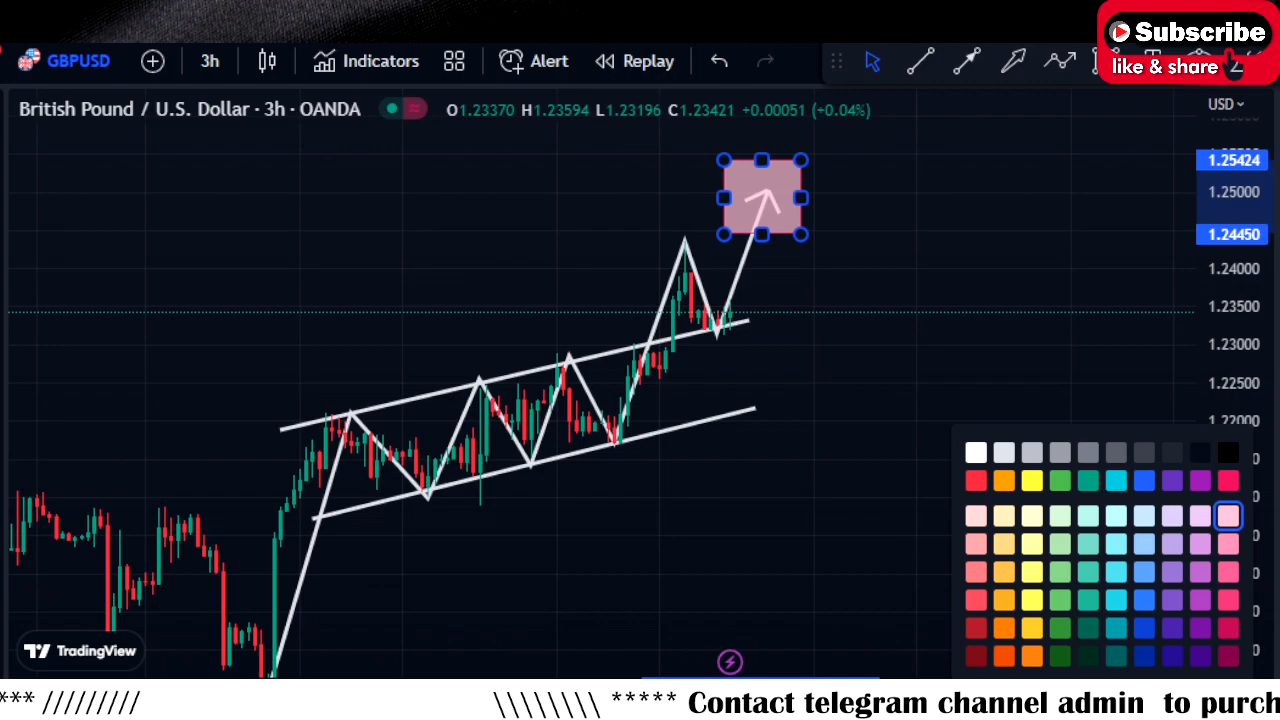 Subscribe
like & share
GBPUSD
3h
Indicators
Alert
Replay
British Pound / U.S. Dollar · 3h · OANDA
O1.23370 H1.23594 L1.23196 C1.23421 +0.00051 (+0.04%)
USD
1.25424
1.25000
1.24450
1.24000
1.23500
1.23000
1.22500
1.22000
TradingView
*** ///////// \\\\\\\\ ***** Contact telegram channel admin to purch